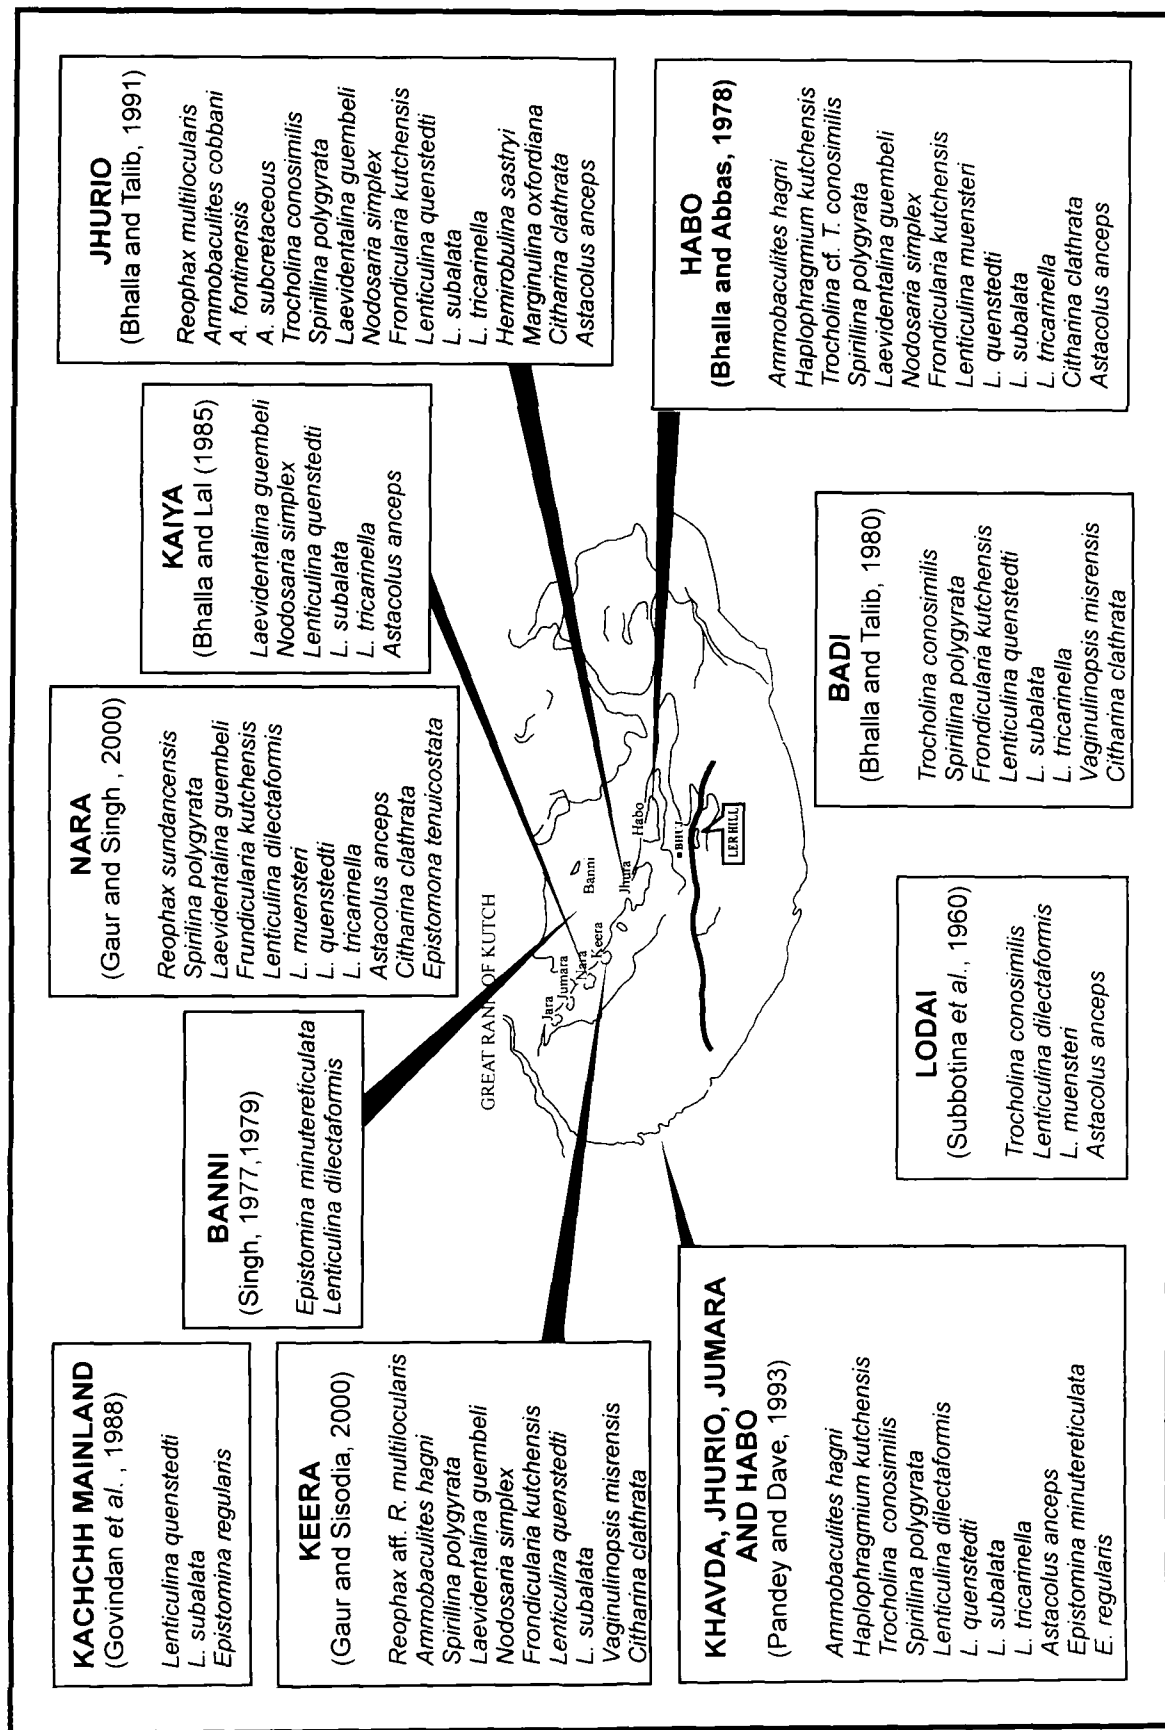 KACHCHH MAINLAND
(Govindan et al., 1988)
Lenticulina quenstedti
L. subalata
Epistomina regularis
BANNI
(Singh, 1977,1979)
Epistomina minutereticulata
Lenticulina dilectaformis
NARA
(Gaur and Singh, 2000)
Reophax sundancensis
Spirilina polygyrata
Laevidentalina guembeli
Frundicularia kutchensis
Lenticulina dilectaformis
L. muensteri
L. quenstedti
L. tricarinella
Astacolus anceps
Citharina clathrata
Epistomona tenuicostata
KAIYA
(Bhalla and Lal (1985)
Laevidentalina guembeli
Nodosaria simplex
Lenticulina quenstedti
L. subalata
L. tricarinella
Astacolus anceps
JHURIO
(Bhalla and Talib, 1991)
Reophax multilocularis
Ammobaculites cobbani
A. fontinensis
A. subcretaceous
Trocholina conosimilis
Spirillina polygyrata
Laevidentalina guembeli
Nodosaria simplex
Frondicularia kutchensis
Lenticulina quenstedti
L. subalata
L. tricarinella
Hemirobulina sastryi
Marginulina oxfordiana
Citharina clathrata
Astacolus anceps
KEERA
(Gaur and Sisodia, 2000)
Reophax aff. R. multilocularis
Ammobaculites hagni
Spirillina polygyrata
Laevidentalina guembeli
Nodosaria simplex
Frondicularia kutchensis
Lenticulina quenstedti
L. subalata
Vaginulinopsis misrensis
Citharina clathrata
GREAT RANN OF KUTCH
Jara
Jumara
Nara
Keera
Banni
Jhura
Habo
BHUJ
LER HILL
KHAVDA, JHURIO, JUMARA
AND HABO
(Pandey and Dave, 1993)
Ammobaculites hagni
Haplophragmium kutchensis
Trocholina conosimilis
Spirillina polygyrata
Lenticulina dilectaformis
L. quenstedti
L. subalata
L. tricarinella
Astacolus anceps
Epistomina minutereticulata
E. regularis
LODAI
(Subbotina et al., 1960)
Trocholina conosimilis
Lenticulina dilectaformis
L. muensteri
Astacolus anceps
BADI
(Bhalla and Talib, 1980)
Trocholina conosimilis
Spirillina polygyrata
Frondicularia kutchensis
Lenticulina quenstedti
L. subalata
L. tricarinella
Vaginulinopsis misrensis
Citharina clathrata
HABO
(Bhalla and Abbas, 1978)
Ammobaculites hagni
Haplophragmium kutchensis
Trocholina cf. T. conosimilis
Spirillina polygyrata
Laevidentalina guembeli
Nodosaria simplex
Frondicularia kutchensis
Lenticulina muensteri
L. quenstedti
L. subalata
L. tricarinella
Citharina clathrata
Astacolus anceps